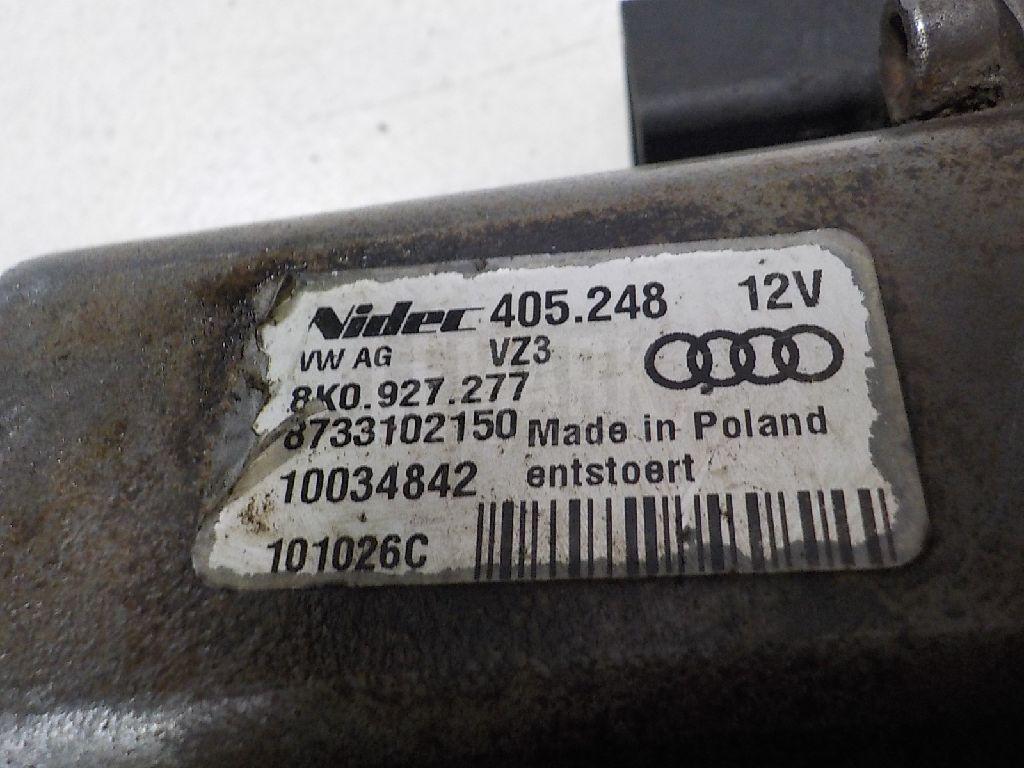 Nidec 405.248 12V
VW AG VZ3
8K0.927.277
8733102150 Made in Poland
10034842 entstoert
101026C